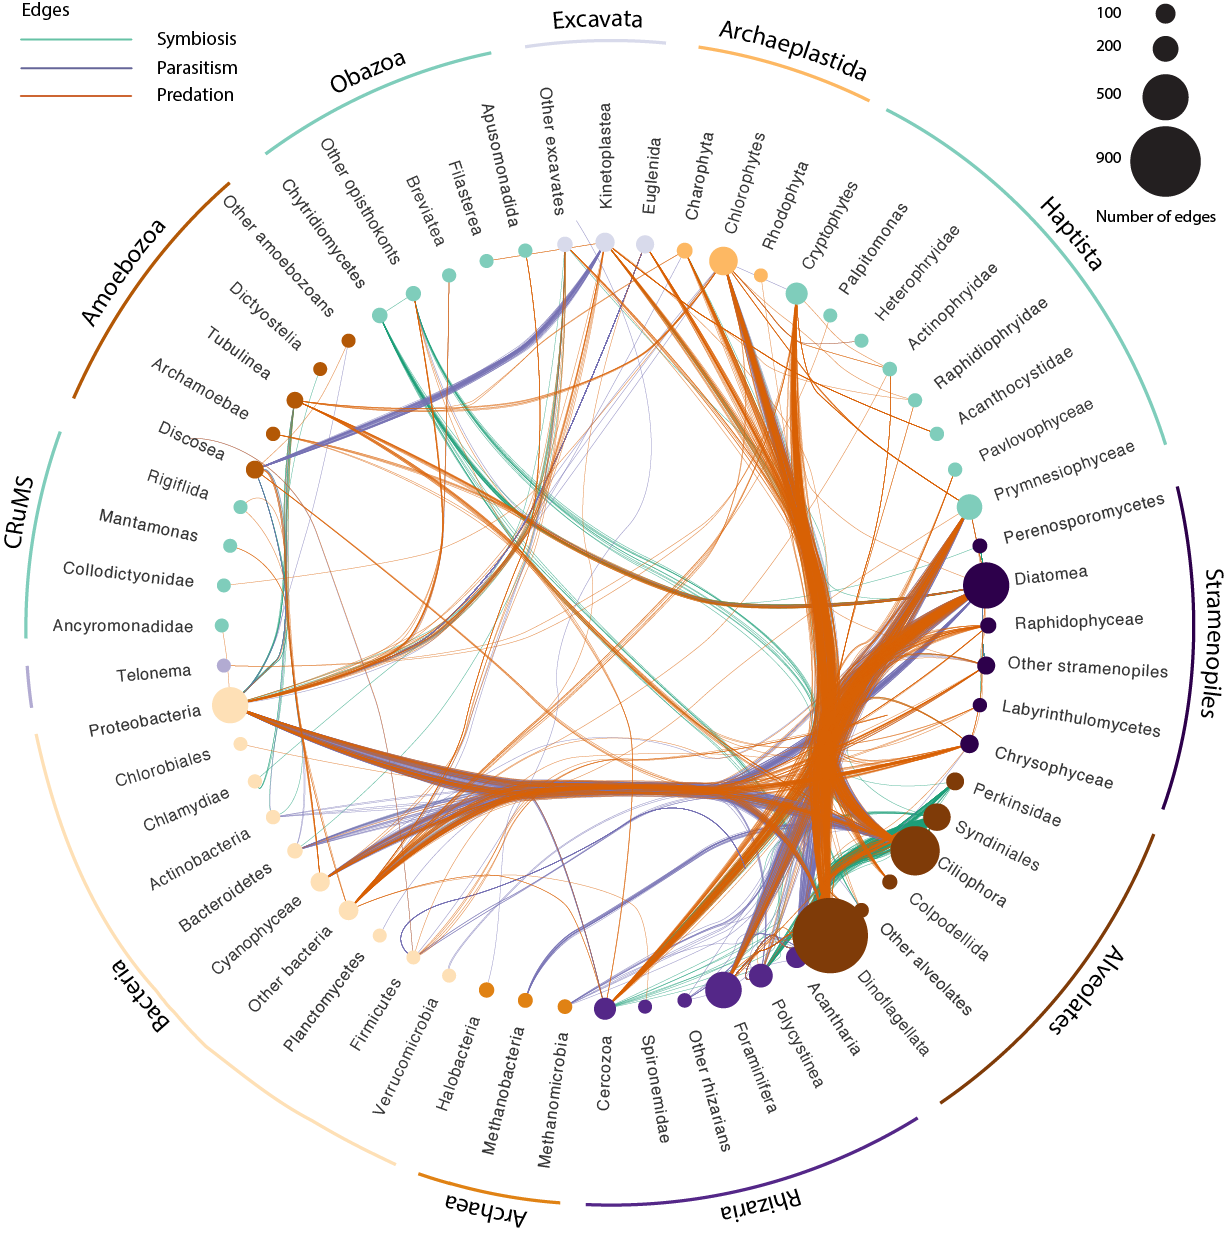 Edges
Symbiosis
Parasitism
Predation
100
200
500
900
Number of edges
Excavata
Archaeplastida
Haptista
Stramenopiles
Alveolates
Rhizaria
Archaea
Bacteria
CRuMS
Amoebozoa
Obazoa
Other excavates
Kinetoplastea
Euglenida
Charophyta
Chlorophytes
Rhodophyta
Cryptophytes
Palpitomonas
Heterophryidae
Actinophryidae
Raphidiophryidae
Acanthocystidae
Pavlovophyceae
Prymnesiophyceae
Perenosporomycetes
Diatomea
Raphidophyceae
Other stramenopiles
Labyrinthulomycetes
Chrysophyceae
Perkinsidae
Syndiniales
Ciliophora
Colpodellida
Other alveolates
Dinoflagellata
Acantharia
Polycystinea
Foraminifera
Other rhizarians
Spironemidae
Cercozoa
Methanomicrobia
Methanobacteria
Halobacteria
Verrucomicrobia
Firmicutes
Planctomycetes
Other bacteria
Cyanophyceae
Bacteroidetes
Actinobacteria
Chlamydiae
Chlorobiales
Proteobacteria
Telonema
Ancyromonadidae
Collodictyonidae
Mantamonas
Rigiflida
Discosea
Archamoebae
Tubulinea
Dictyostelia
Other amoebozoans
Chytridiomycetes
Other opisthokonts
Breviatea
Filasterea
Apusomonadida